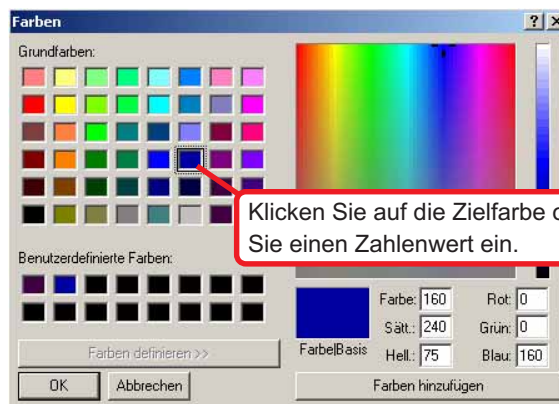 Farben
Grundfarben:
Klicken Sie auf die Zielfarbe
Sie einen Zahlenwert ein.
Benutzerdefinierte Farben:
Farben definieren >>
OK Abbrechen
Farbe: 160 Rot: 0
Sätt.: 240 Grün: 0
Farbe|Basis Hell.: 75 Blau: 160
Farben hinzufügen